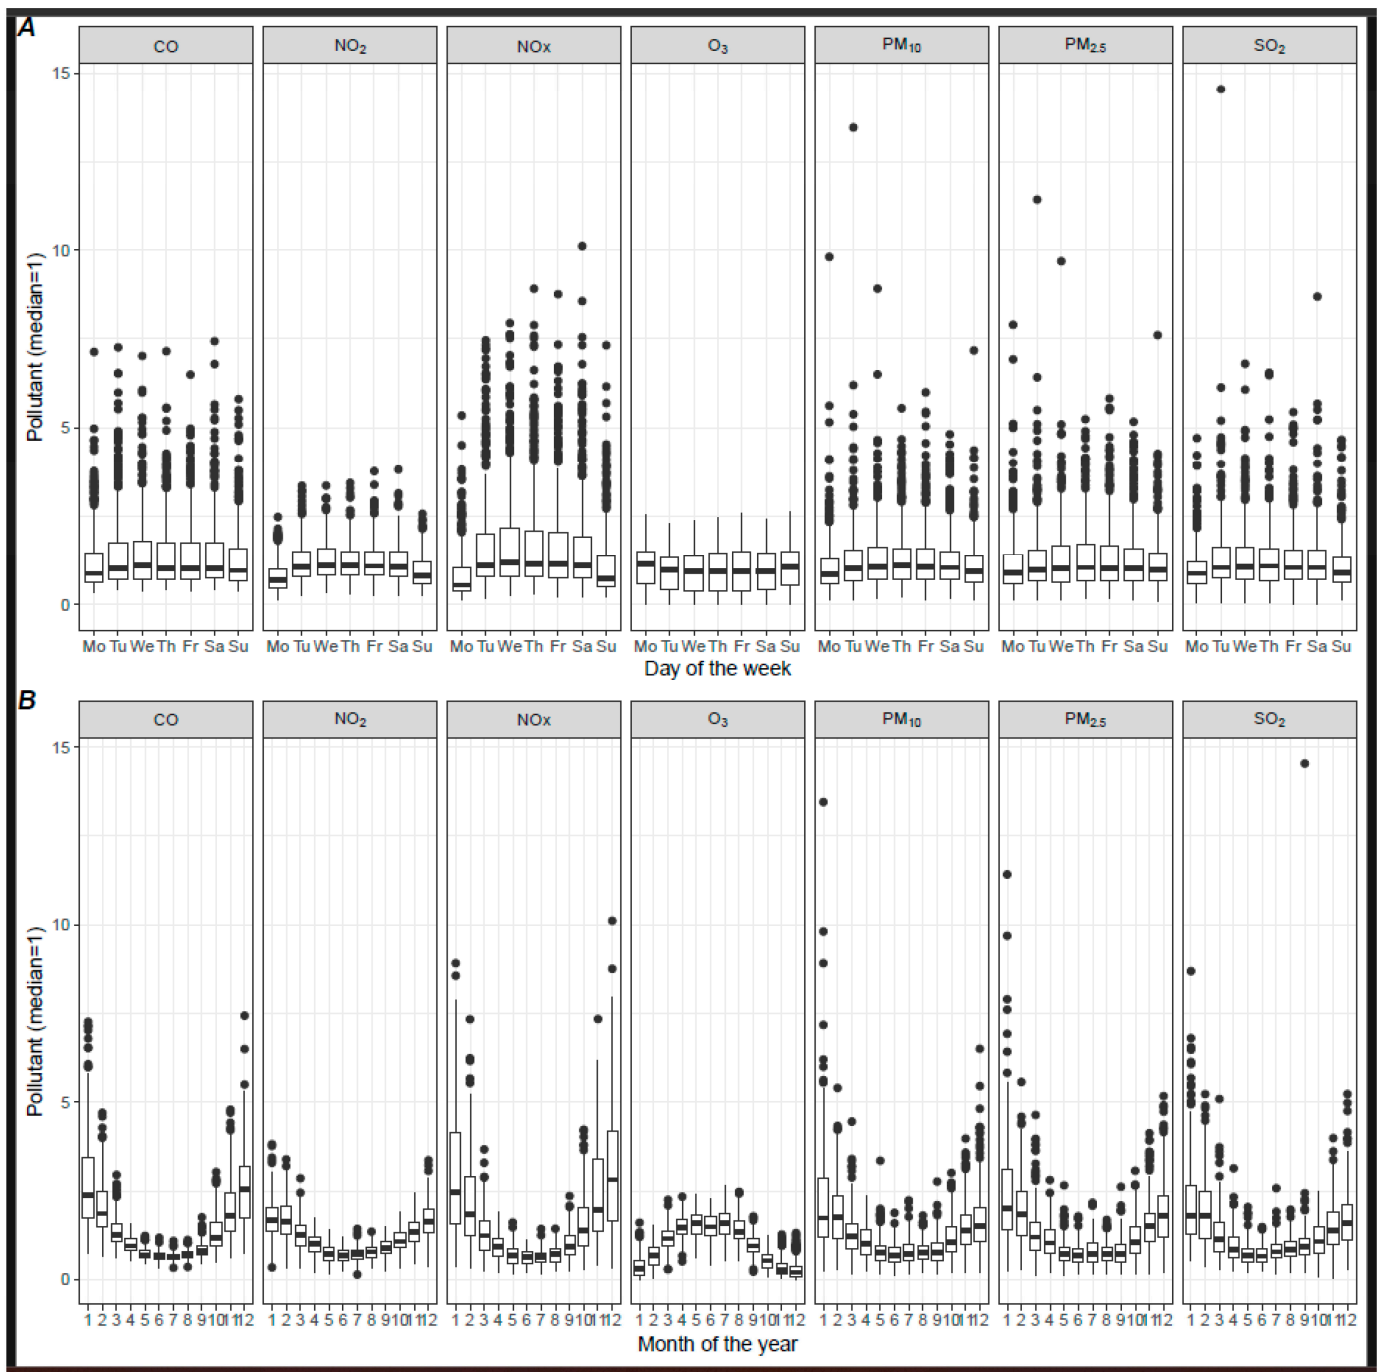 A
CO NO₂ NOx O₃ PM₁₀ PM₂.₅ SO₂
15
10
5
0
Pollutant (median=1)
Mo Tu We Th Fr Sa Su Mo Tu We Th Fr Sa Su Mo Tu We Th Fr Sa Su Mo Tu We Th Fr Sa Su Mo Tu We Th Fr Sa Su Mo Tu We Th Fr Sa Su Mo Tu We Th Fr Sa Su
Day of the week
B
CO NO₂ NOx O₃ PM₁₀ PM₂.₅ SO₂
15
10
5
0
Pollutant (median=1)
1 2 3 4 5 6 7 8 9 10 11 12 1 2 3 4 5 6 7 8 9 10 11 12 1 2 3 4 5 6 7 8 9 10 11 12 1 2 3 4 5 6 7 8 9 10 11 12 1 2 3 4 5 6 7 8 9 10 11 12 1 2 3 4 5 6 7 8 9 10 11 12 1 2 3 4 5 6 7 8 9 10 11 12
Month of the year